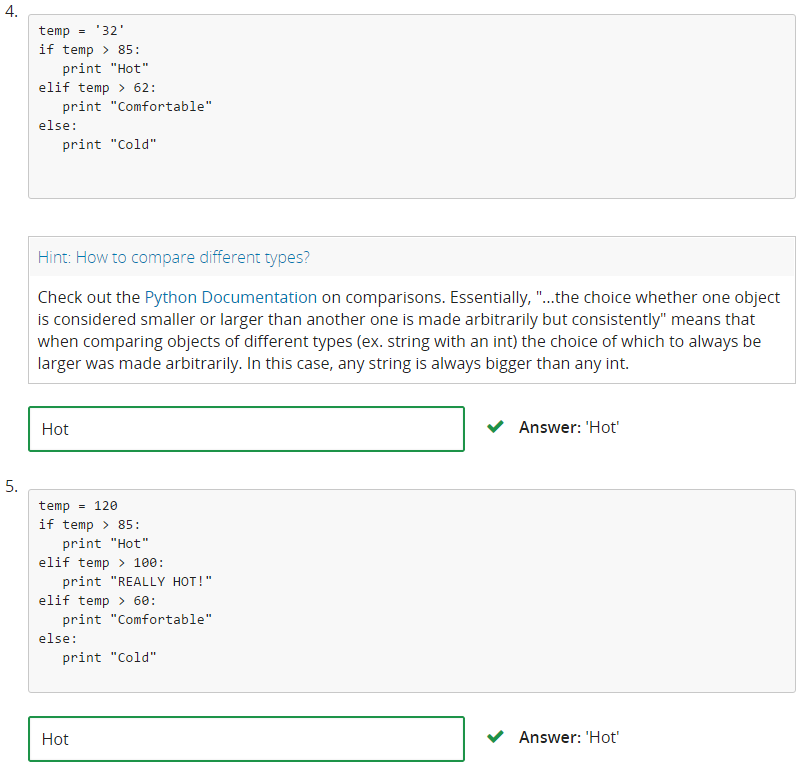 4.
temp = '32'
if temp > 85:
   print "Hot"
elif temp > 62:
   print "Comfortable"
else:
   print "Cold"
Hint: How to compare different types?
Check out the Python Documentation on comparisons. Essentially, "...the choice whether one object
is considered smaller or larger than another one is made arbitrarily but consistently" means that
when comparing objects of different types (ex. string with an int) the choice of which to always be
larger was made arbitrarily. In this case, any string is always bigger than any int.
Hot
Answer: 'Hot'
5.
temp = 120
if temp > 85:
   print "Hot"
elif temp > 100:
   print "REALLY HOT!"
elif temp > 60:
   print "Comfortable"
else:
   print "Cold"
Hot
Answer: 'Hot'